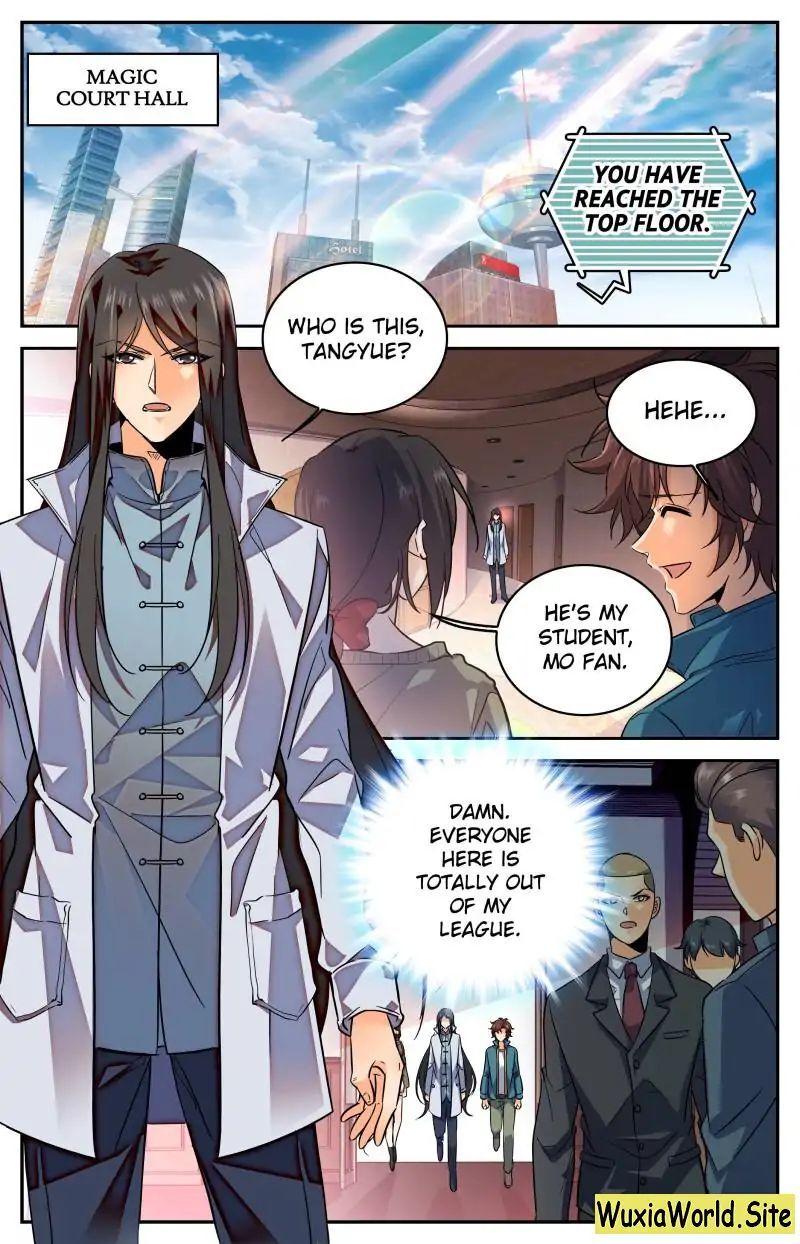 MAGIC
COURT HALL
YOU HAVE
REACHED THE
TOP FLOOR.
Hotel
WHO IS THIS,
TANGYUE?
HEHE...
HE'S MY
STUDENT,
MO FAN.
DAMN.
EVERYONE
HERE IS
TOTALLY OUT
OF MY
LEAGUE.
WuxiaWorld.Site